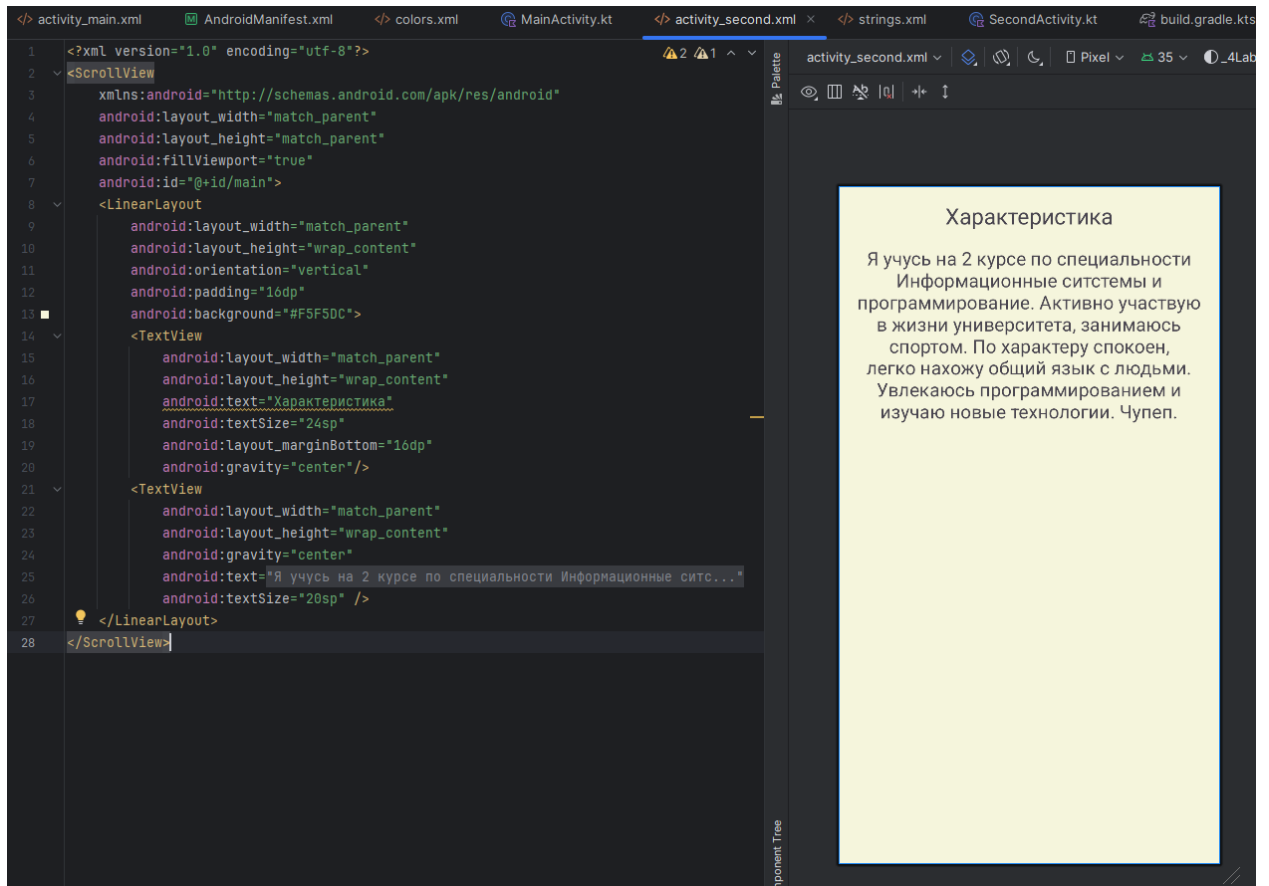 activity_main.xml
AndroidManifest.xml
colors.xml
MainActivity.kt
activity_second.xml
strings.xml
SecondActivity.kt
build.gradle.kts
1 <?xml version="1.0" encoding="utf-8"?>
2 <ScrollView
3 xmlns:android="http://schemas.android.com/apk/res/android"
4 android:layout_width="match_parent"
5 android:layout_height="match_parent"
6 android:fillViewport="true"
7 android:id="@+id/main">
8 <LinearLayout
9 android:layout_width="match_parent"
10 android:layout_height="wrap_content"
11 android:orientation="vertical"
12 android:padding="16dp"
13 android:background="#F5F5DC">
14 <TextView
15 android:layout_width="match_parent"
16 android:layout_height="wrap_content"
17 android:text="Характеристика"
18 android:textSize="24sp"
19 android:layout_marginBottom="16dp"
20 android:gravity="center"/>
21 <TextView
22 android:layout_width="match_parent"
23 android:layout_height="wrap_content"
24 android:gravity="center"
25 android:text="Я учусь на 2 курсе по специальности Информационные ситс..."
26 android:textSize="20sp" />
27 </LinearLayout>
28 </ScrollView>
2 1
Palette
activity_second.xml
Pixel
35
_4Lab
Характеристика
Я учусь на 2 курсе по специальности
Информационные ситстемы и
программирование. Активно участвую
в жизни университета, занимаюсь
спортом. По характеру спокоен,
легко нахожу общий язык с людьми.
Увлекаюсь программированием и
изучаю новые технологии. Чупеп.
ponent Tree